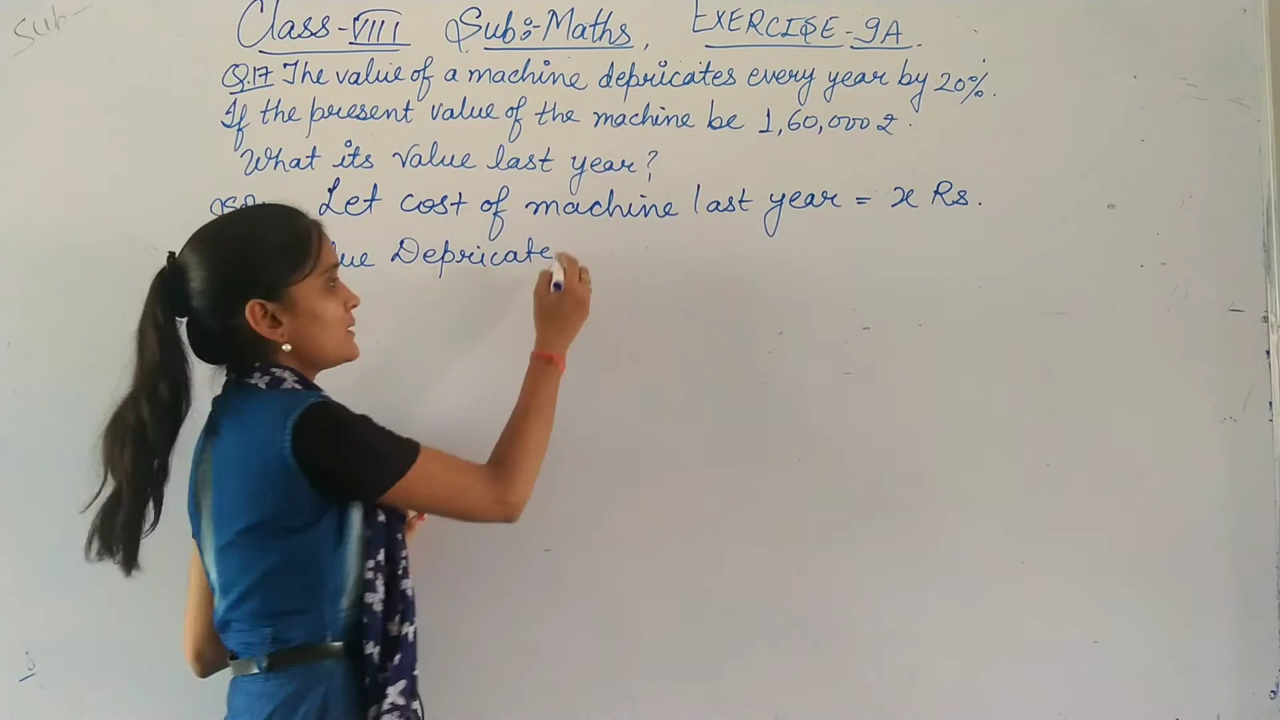 Sub-
Class-VIII Sub:-Maths, EXERCISE-9A.
Q.17 The value of a machine depricates every year by 20%.
If the present value of the machine be 1,60,000 ₹.
What its value last year?
Let cost of machine last year = x Rs.
Depricate